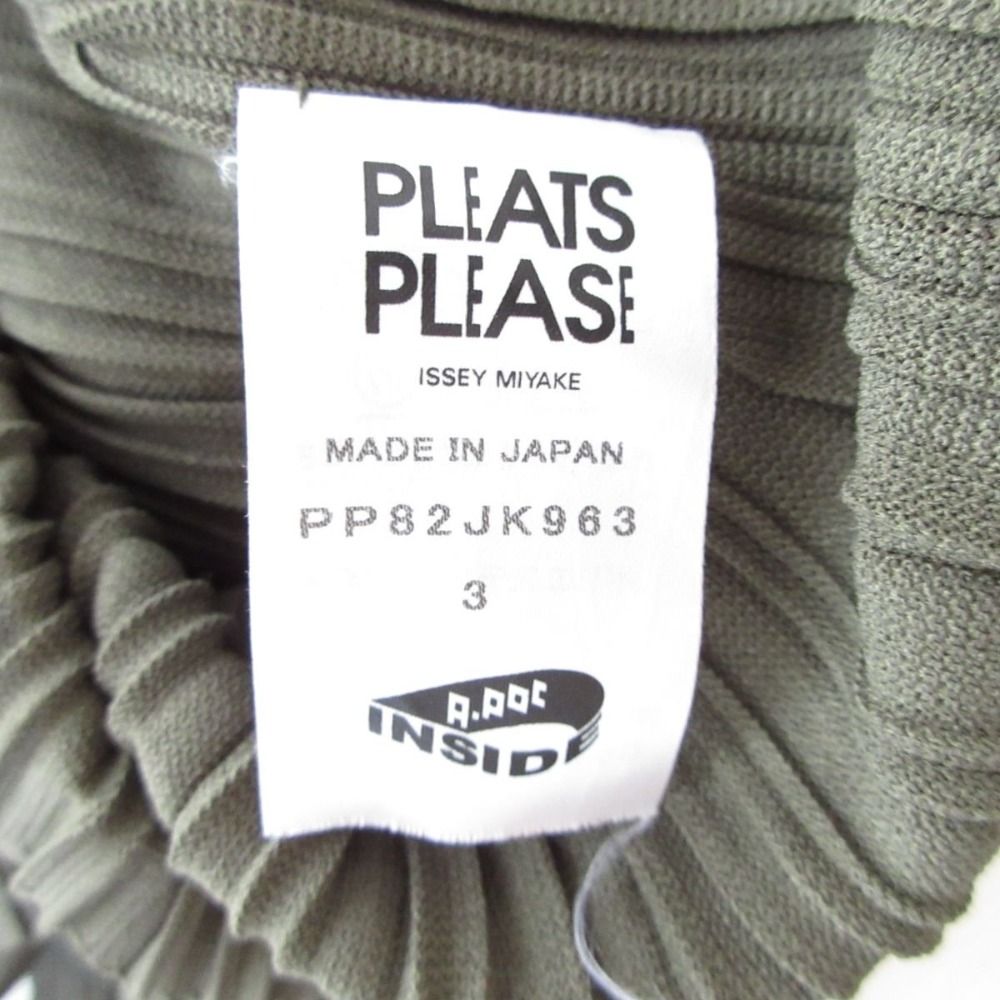 PLEATS
PLEASE
ISSEY MIYAKE
MADE IN JAPAN
PP82JK963
3
A.POC
INSIDE